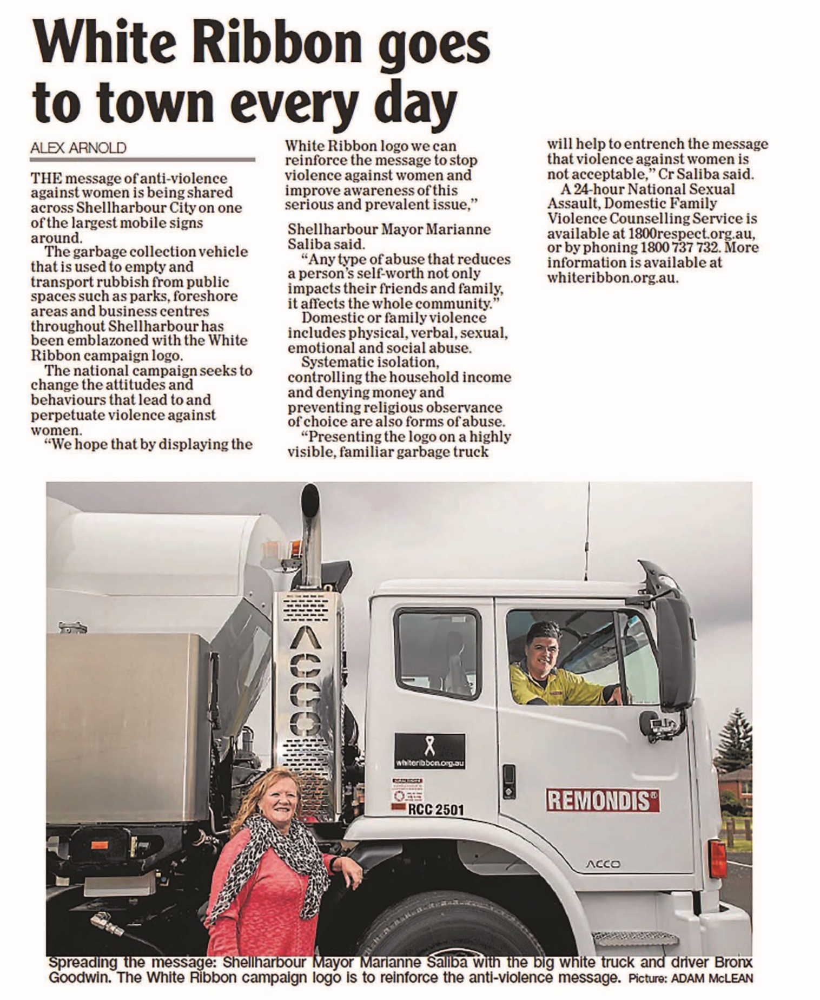 White Ribbon goes
to town every day
ALEX ARNOLD
THE message of anti-violence
against women is being shared
across Shellharbour City on one
of the largest mobile signs
around.
The garbage collection vehicle
that is used to empty and
transport rubbish from public
spaces such as parks, foreshore
areas and business centres
throughout Shellharbour has
been emblazoned with the White
Ribbon campaign logo.
The national campaign seeks to
change the attitudes and
behaviours that lead to and
perpetuate violence against
women.
“We hope that by displaying the
White Ribbon logo we can
reinforce the message to stop
violence against women and
improve awareness of this
serious and prevalent issue,”
Shellharbour Mayor Marianne
Saliba said.
“Any type of abuse that reduces
a person’s self-worth not only
impacts their friends and family,
it affects the whole community.”
Domestic or family violence
includes physical, verbal, sexual,
emotional and social abuse.
Systematic isolation,
controlling the household income
and denying money and
preventing religious observance
of choice are also forms of abuse.
“Presenting the logo on a highly
visible, familiar garbage truck
will help to entrench the message
that violence against women is
not acceptable,” Cr Saliba said.
A 24-hour National Sexual
Assault, Domestic Family
Violence Counselling Service is
available at 1800respect.org.au,
or by phoning 1800 737 732. More
information is available at
whiteribbon.org.au.
ACCO
whiteribbon.org.au
RCC 2501
REMONDIS®
ACCO
Spreading the message: Shellharbour Mayor Marianne Saliba with the big white truck and driver Bronx
Goodwin. The White Ribbon campaign logo is to reinforce the anti-violence message. Picture: ADAM McLEAN